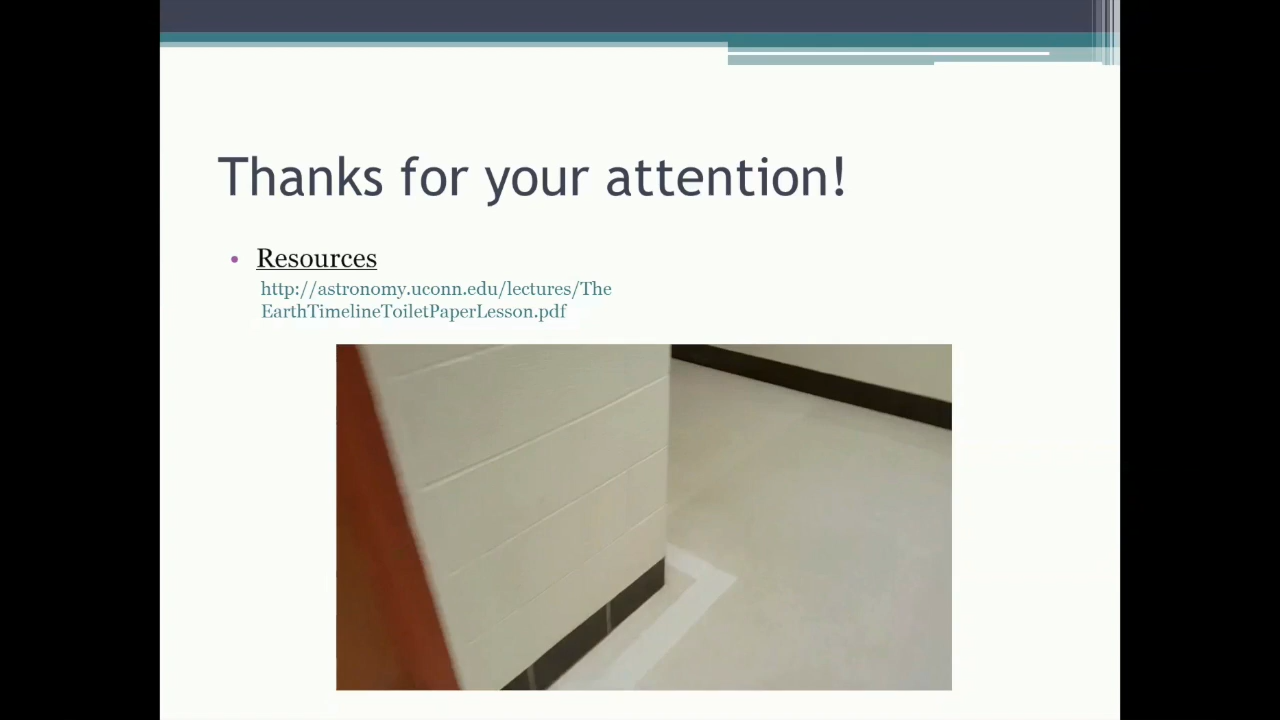 Thanks for your attention!
Resources
http://astronomy.uconn.edu/lectures/The
EarthTimelineToiletPaperLesson.pdf